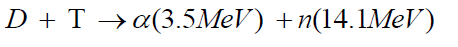 D + T → α(3.5MeV) + n(14.1MeV)